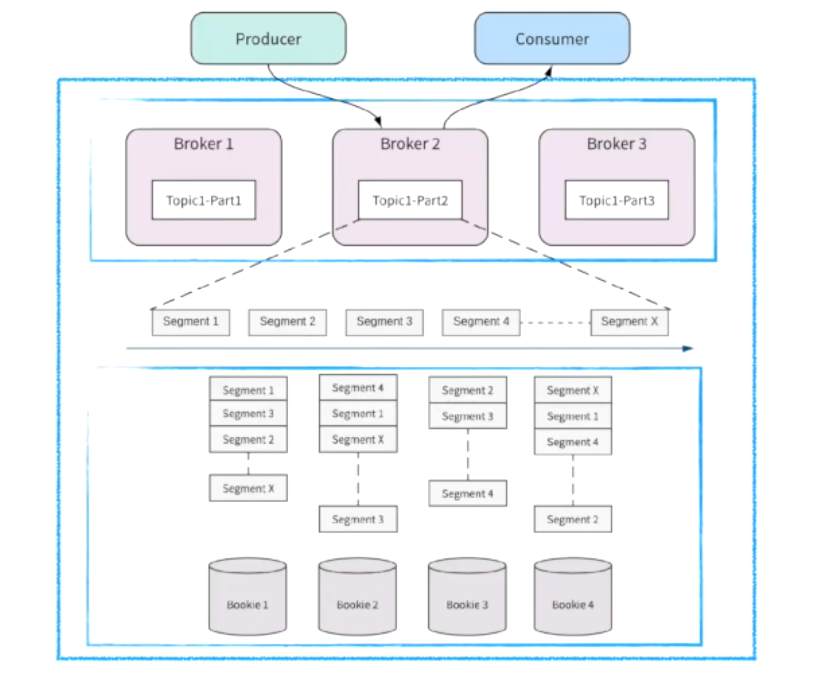 Producer
Consumer
Broker 1
Broker 2
Broker 3
Topic1-Part1
Topic1-Part2
Topic1-Part3
Segment 1
Segment 2
Segment 3
Segment 4
Segment X
Segment 1
Segment 3
Segment 2
Segment X
Segment 4
Segment 1
Segment X
Segment 3
Segment 2
Segment 3
Segment 4
Segment X
Segment 1
Segment 4
Segment 2
Bookie 1
Bookie 2
Bookie 3
Bookie 4